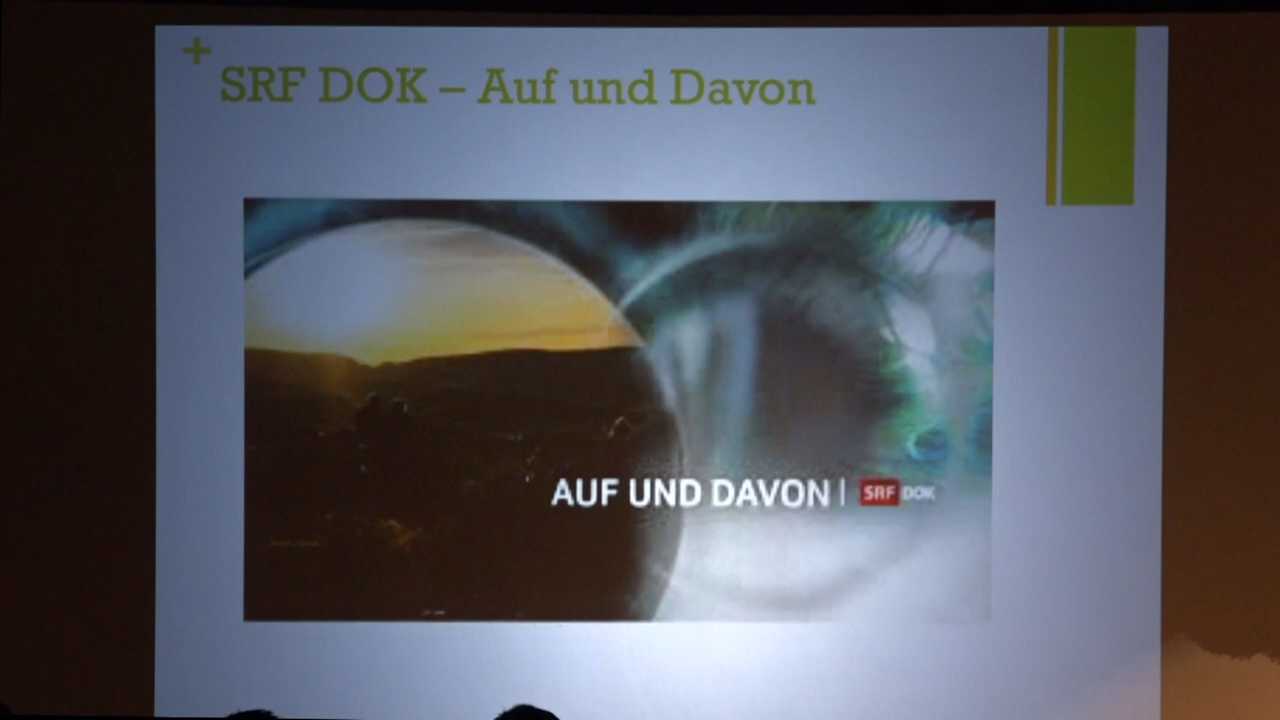 +
SRF DOK – Auf und Davon
AUF UND DAVON | SRF DOK